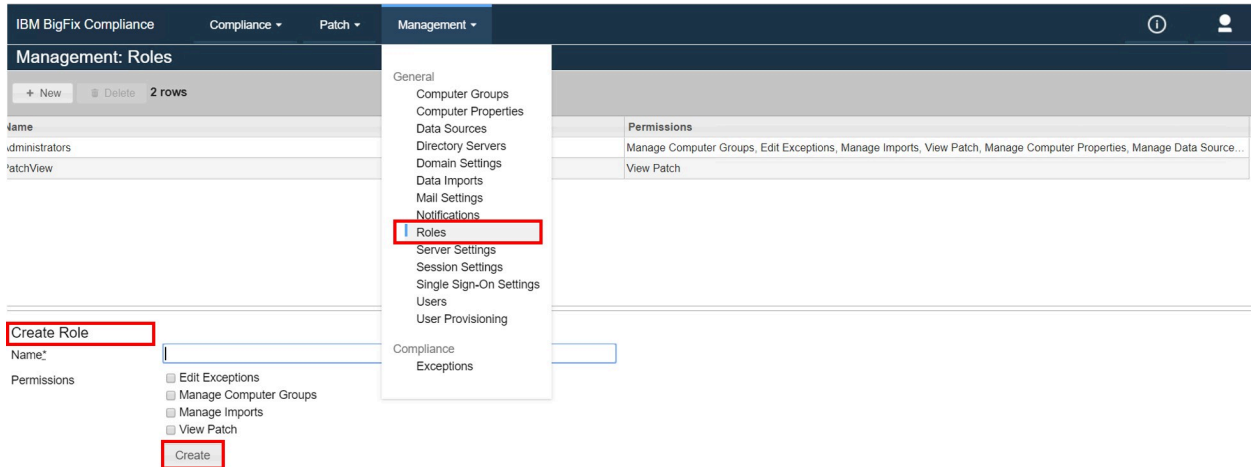 IBM BigFix Compliance Compliance Patch Management
Management: Roles
+ New Delete 2 rows
Name Permissions
Administrators Manage Computer Groups, Edit Exceptions, Manage Imports, View Patch, Manage Computer Properties, Manage Data Source...
PatchView View Patch
General
Computer Groups
Computer Properties
Data Sources
Directory Servers
Domain Settings
Data Imports
Mail Settings
Notifications
Roles
Server Settings
Session Settings
Single Sign-On Settings
Users
User Provisioning
Compliance
Exceptions
Create Role
Name*
Permissions
Edit Exceptions
Manage Computer Groups
Manage Imports
View Patch
Create